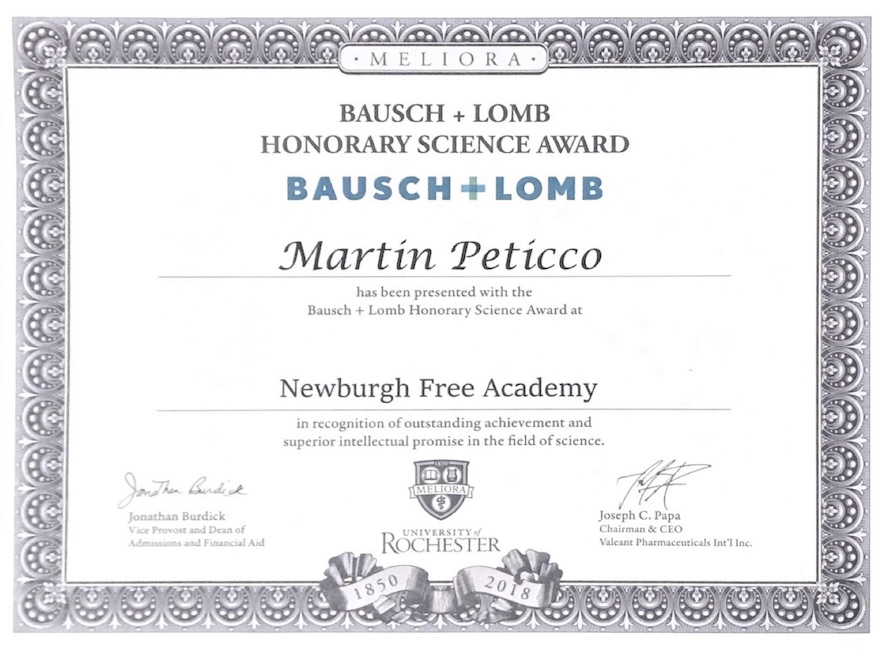 · MELIORA ·
BAUSCH + LOMB
HONORARY SCIENCE AWARD
BAUSCH + LOMB
Martin Peticco
has been presented with the
Bausch + Lomb Honorary Science Award at
Newburgh Free Academy
in recognition of outstanding achievement and
superior intellectual promise in the field of science.
Jonathan Burdick
Jonathan Burdick
Vice Provost and Dean of
Admissions and Financial Aid
1850
MELIORA
UNIVERSITY of
ROCHESTER
Joseph C. Papa
Chairman & CEO
Valeant Pharmaceuticals Int'l Inc.
1850 2018